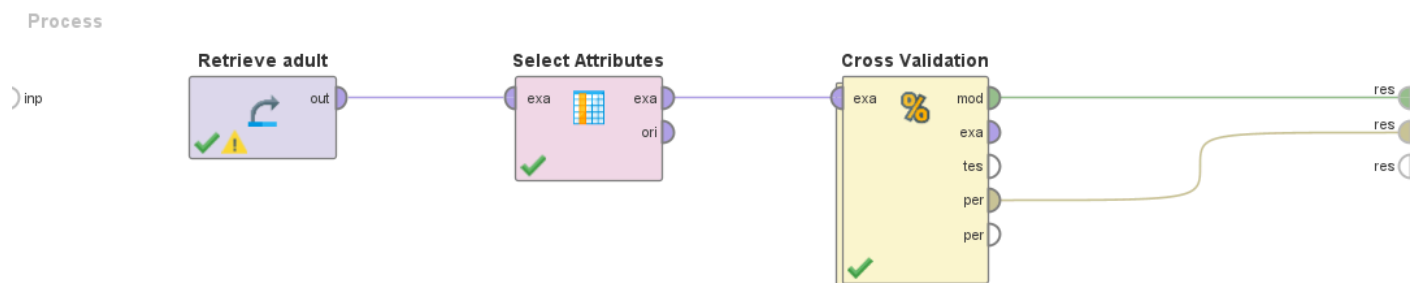 Process
Retrieve adult
Select Attributes
Cross Validation
inp
out
exa
exa
ori
exa
%
mod
exa
tes
per
per
res
res
res